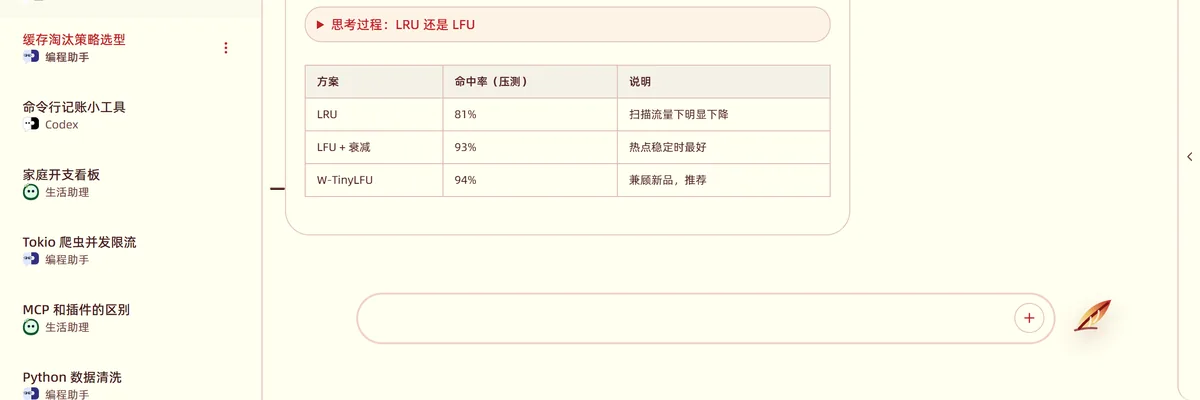 缓存淘汰策略选型
编程助手
命令行记账小工具
Codex
家庭开支看板
生活助理
Tokio 爬虫并发限流
编程助手
MCP 和插件的区别
生活助理
Python 数据清洗
编程助手
思考过程：LRU 还是 LFU
方案 命中率（压测） 说明
LRU 81% 扫描流量下明显下降
LFU + 衰减 93% 热点稳定时最好
W-TinyLFU 94% 兼顾新品，推荐